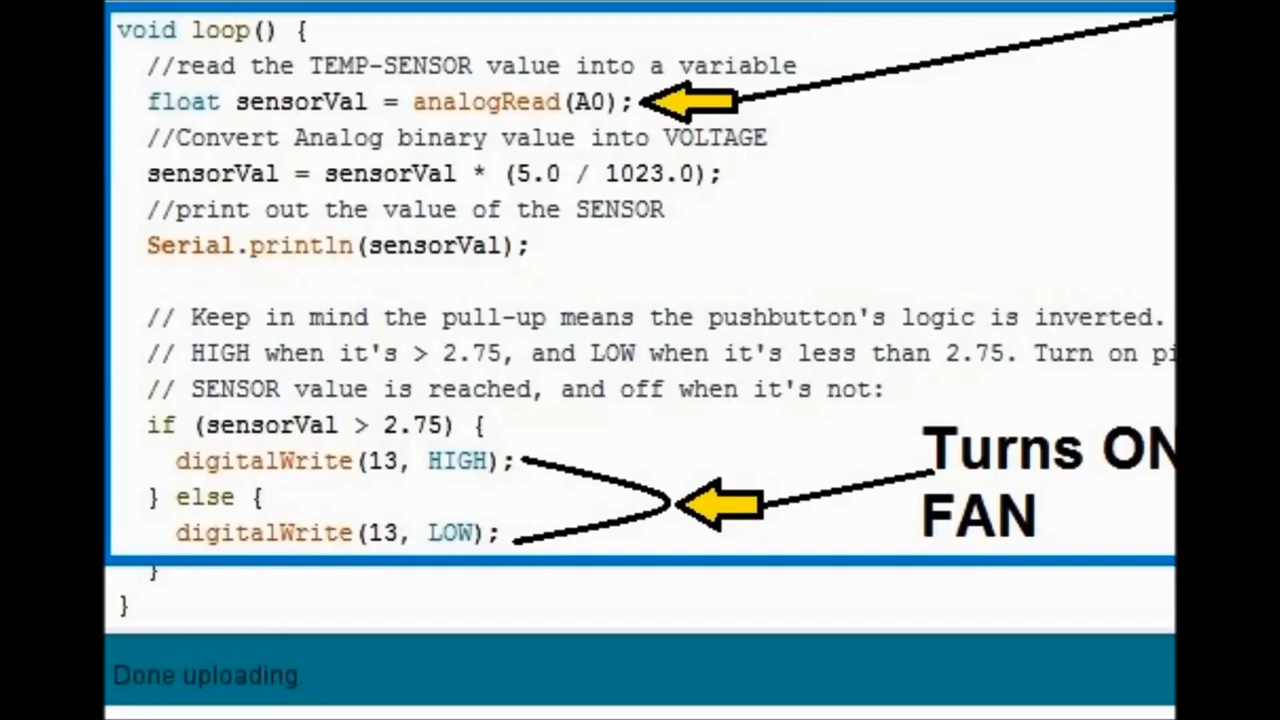 void loop() {
//read the TEMP-SENSOR value into a variable
float sensorVal = analogRead(A0);
//Convert Analog binary value into VOLTAGE
sensorVal = sensorVal * (5.0 / 1023.0);
//print out the value of the SENSOR
Serial.println(sensorVal);
// Keep in mind the pull-up means the pushbutton's logic is inverted.
// HIGH when it's > 2.75, and LOW when it's less than 2.75. Turn on pi
// SENSOR value is reached, and off when it's not:
if (sensorVal > 2.75) {
digitalWrite(13, HIGH);
} else {
digitalWrite(13, LOW);
}
}
Turns ON
FAN
Done uploading.